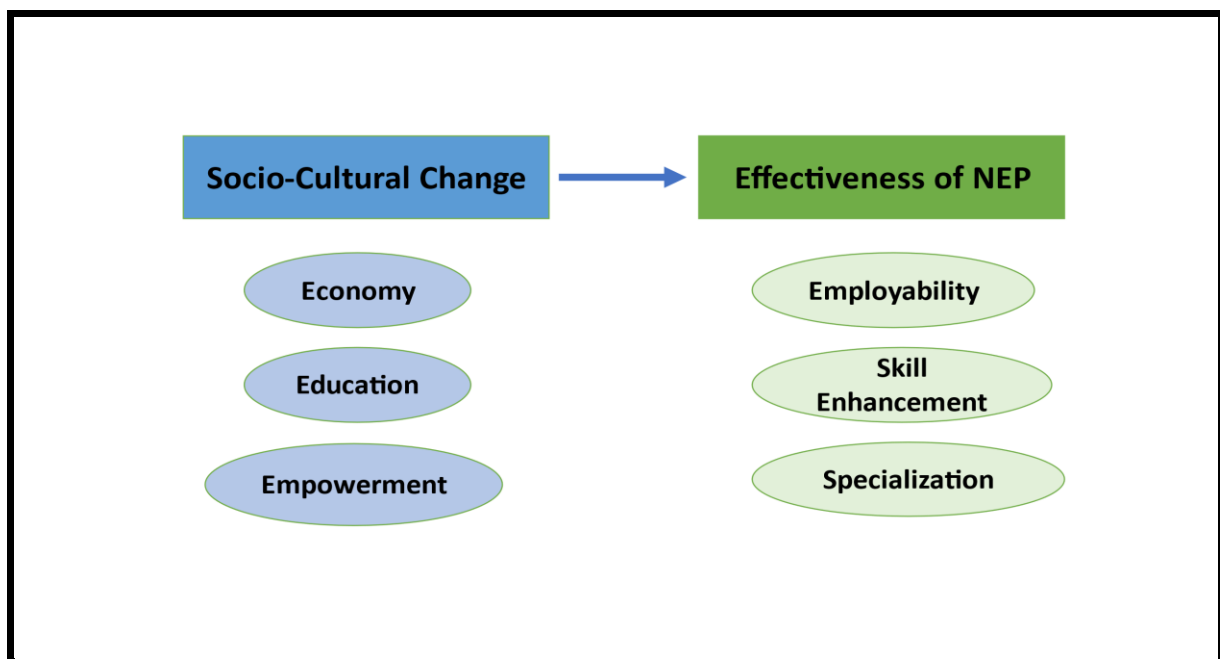 Socio-Cultural Change
Effectiveness of NEP
Economy
Education
Empowerment
Employability
Skill
Enhancement
Specialization